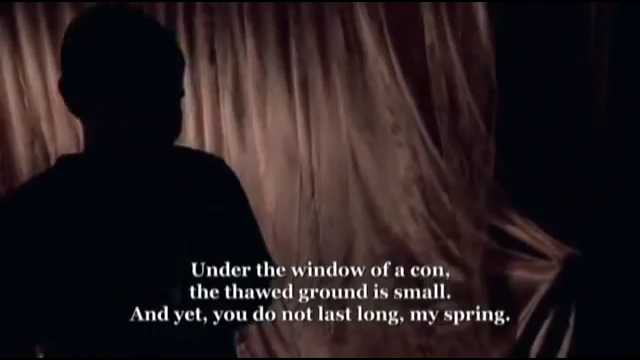 Under the window of a con,
the thawed ground is small.
And yet, you do not last long, my spring.